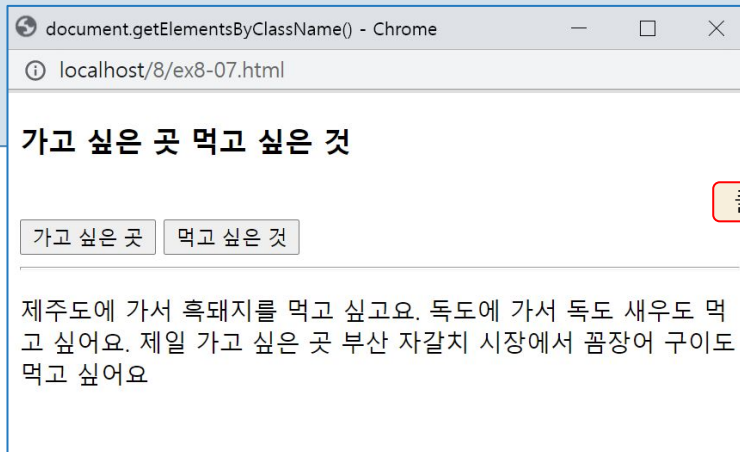 document.getElementsByClassName() - Chrome
localhost/8/ex8-07.html
가고 싶은 곳 먹고 싶은 것
가고 싶은 곳 먹고 싶은 것
제주도에 가서 흑돼지를 먹고 싶고요. 독도에 가서 독도 새우도 먹
고 싶어요. 제일 가고 싶은 곳 부산 자갈치 시장에서 꼼장어 구이도
먹고 싶어요